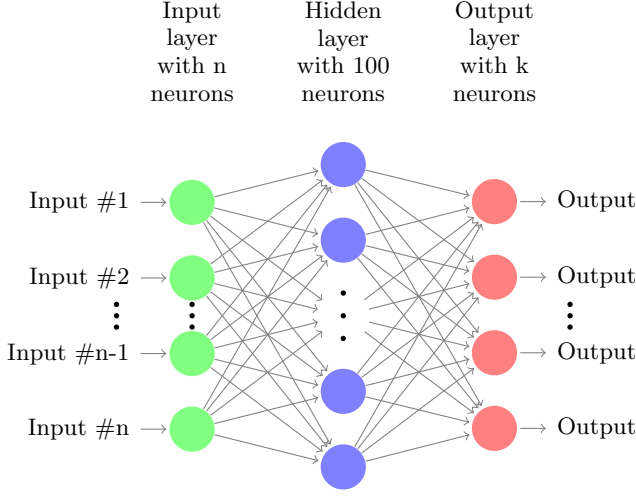 Input
layer
with n
neurons
Hidden
layer
with 100
neurons
Output
layer
with k
neurons
Input #1
Input #2
Input #n-1
Input #n
Output
Output
Output
Output